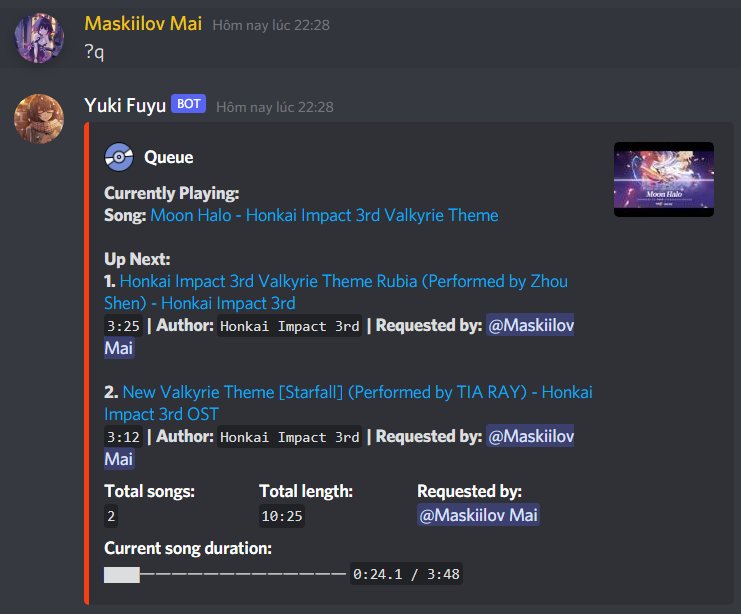 Maskiilov Mai Hôm nay lúc 22:28
?q
Yuki Fuyu BOT Hôm nay lúc 22:28
Queue
Moon Halo
Currently Playing:
Song: Moon Halo - Honkai Impact 3rd Valkyrie Theme
Up Next:
1. Honkai Impact 3rd Valkyrie Theme Rubia (Performed by Zhou
Shen) - Honkai Impact 3rd
3:25 | Author: Honkai Impact 3rd | Requested by: @Maskiilov
Mai
2. New Valkyrie Theme [Starfall] (Performed by TIA RAY) - Honkai
Impact 3rd OST
3:12 | Author: Honkai Impact 3rd | Requested by: @Maskiilov
Mai
Total songs: Total length: Requested by:
2 10:25 @Maskiilov Mai
Current song duration:
0:24.1 / 3:48